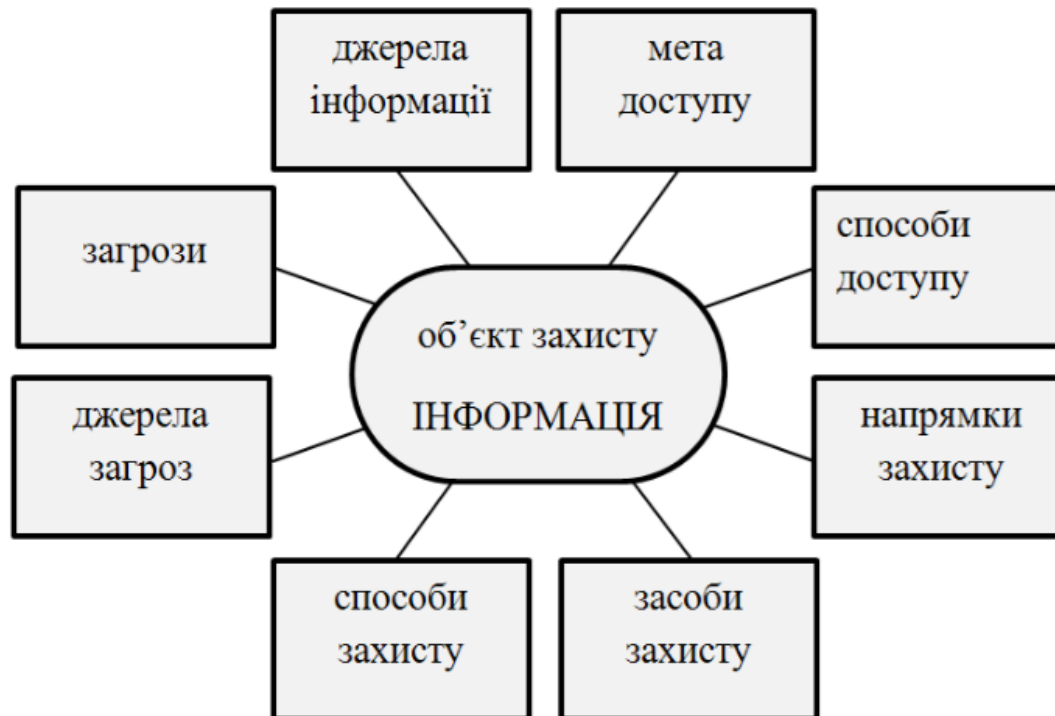 джерела
інформації
мета
доступу
загрози
способи
доступу
об’єкт захисту
ІНФОРМАЦІЯ
джерела
загроз
напрямки
захисту
способи
захисту
засоби
захисту